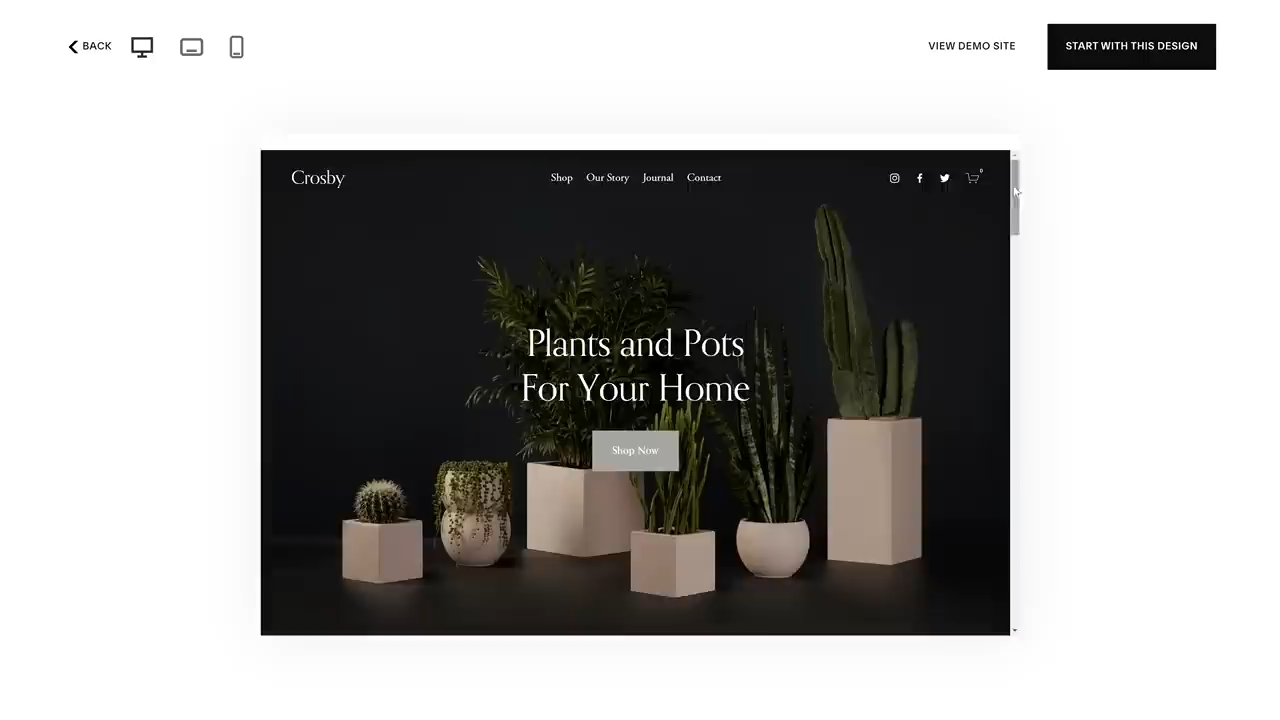 BACK
VIEW DEMO SITE
START WITH THIS DESIGN
Crosby
Shop Our Story Journal Contact
0
Plants and Pots
For Your Home
Shop Now